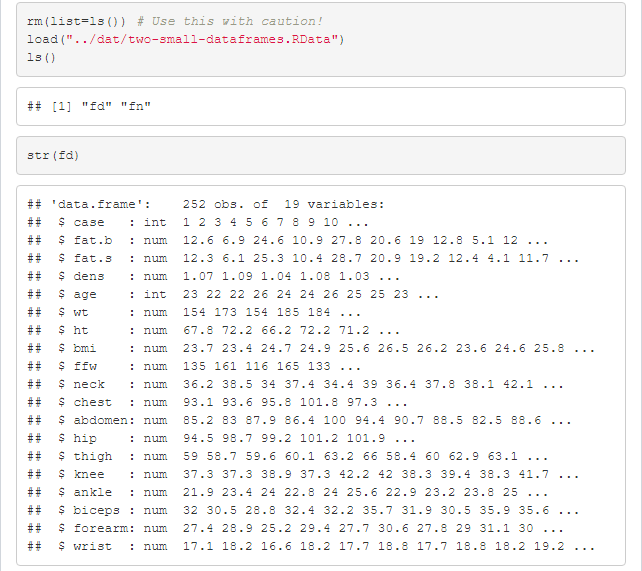 rm(list=ls()) # Use this with caution!
load("../dat/two-small-dataframes.RData")
ls()
## [1] "fd" "fn"
str(fd)
## 'data.frame':    252 obs. of  19 variables:
##  $ case   : int  1 2 3 4 5 6 7 8 9 10 ...
##  $ fat.b  : num  12.6 6.9 24.6 10.9 27.8 20.6 19 12.8 5.1 12 ...
##  $ fat.s  : num  12.3 6.1 25.3 10.4 28.7 20.9 19.2 12.4 4.1 11.7 ...
##  $ dens   : num  1.07 1.09 1.04 1.08 1.03 ...
##  $ age    : int  23 22 22 26 24 24 26 25 25 23 ...
##  $ wt     : num  154 173 154 185 184 ...
##  $ ht     : num  67.8 72.2 66.2 72.2 71.2 ...
##  $ bmi    : num  23.7 23.4 24.7 24.9 25.6 26.5 26.2 23.6 24.6 25.8 ...
##  $ ffw    : num  135 161 116 165 133 ...
##  $ neck   : num  36.2 38.5 34 37.4 34.4 39 36.4 37.8 38.1 42.1 ...
##  $ chest  : num  93.1 93.6 95.8 101.8 97.3 ...
##  $ abdomen: num  85.2 83 87.9 86.4 100 94.4 90.7 88.5 82.5 88.6 ...
##  $ hip    : num  94.5 98.7 99.2 101.2 101.9 ...
##  $ thigh  : num  59 58.7 59.6 60.1 63.2 66 58.4 60 62.9 63.1 ...
##  $ knee   : num  37.3 37.3 38.9 37.3 42.2 42 38.3 39.4 38.3 41.7 ...
##  $ ankle  : num  21.9 23.4 24 22.8 24 25.6 22.9 23.2 23.8 25 ...
##  $ biceps : num  32 30.5 28.8 32.4 32.2 35.7 31.9 30.5 35.9 35.6 ...
##  $ forearm: num  27.4 28.9 25.2 29.4 27.7 30.6 27.8 29 31.1 30 ...
##  $ wrist  : num  17.1 18.2 16.6 18.2 17.7 18.8 17.7 18.8 18.2 19.2 ...